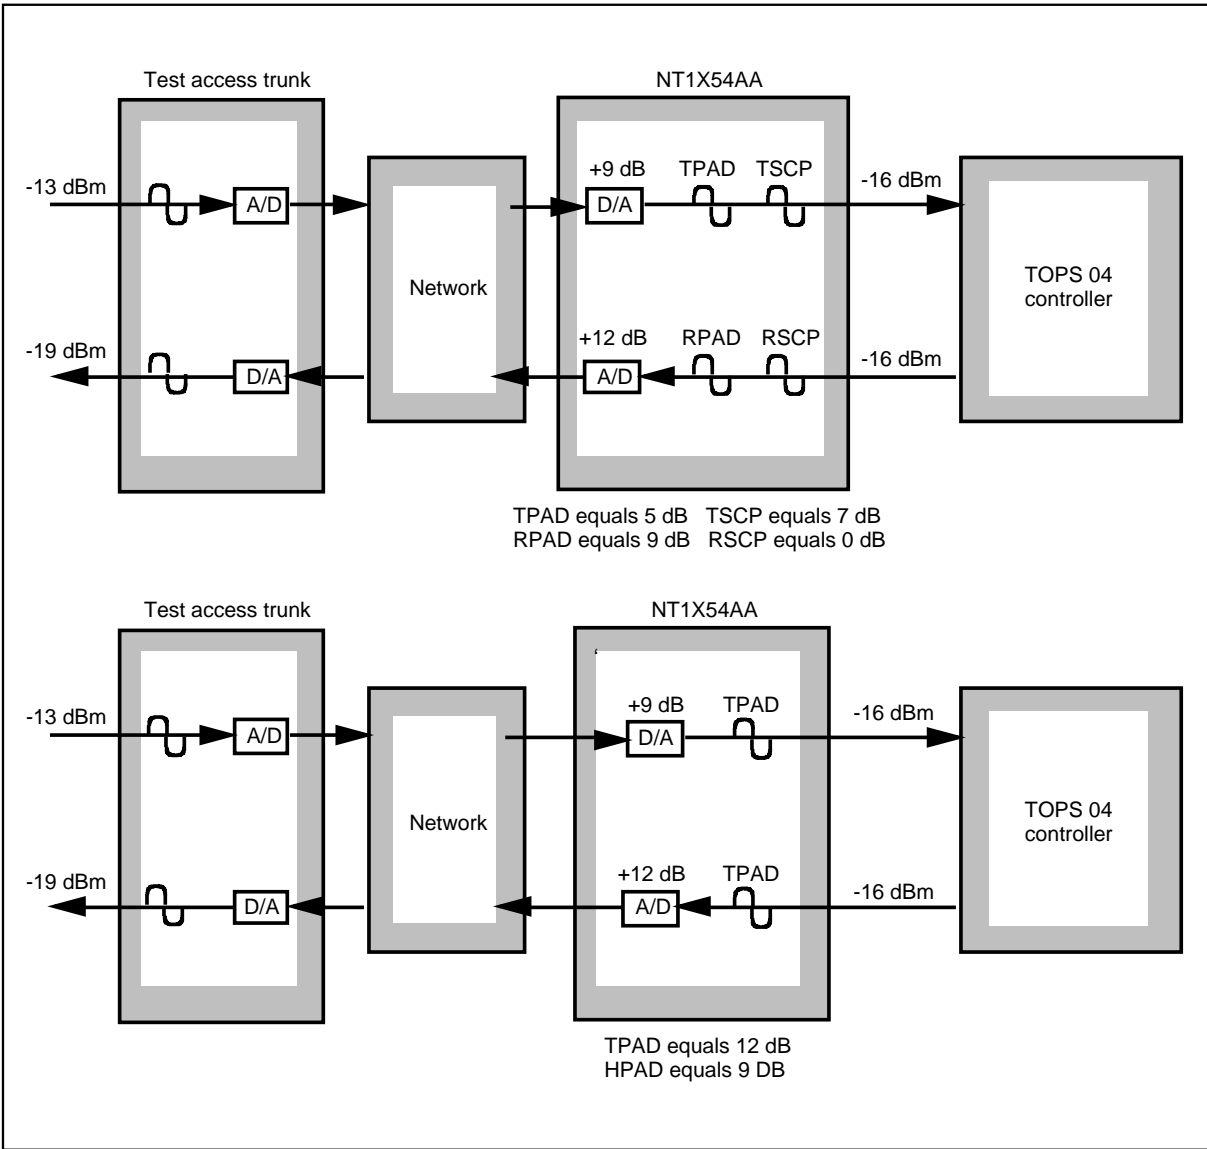 Test access trunk
NT1X54AA
-13 dBm
A/D
+9 dB
TPAD
TSCP
D/A
-16 dBm
Network
TOPS 04
controller
-19 dBm
D/A
+12 dB
RPAD
RSCP
A/D
-16 dBm
TPAD equals 5 dB TSCP equals 7 dB
RPAD equals 9 dB RSCP equals 0 dB
Test access trunk
NT1X54AA
-13 dBm
A/D
+9 dB
TPAD
D/A
-16 dBm
Network
TOPS 04
controller
-19 dBm
D/A
+12 dB
TPAD
A/D
-16 dBm
TPAD equals 12 dB
HPAD equals 9 DB